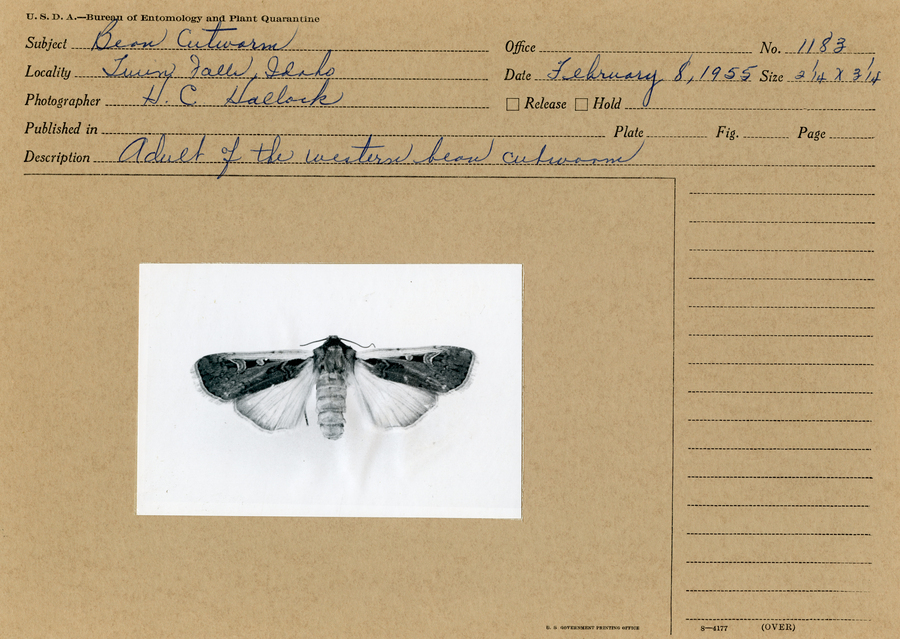 U. S. D. A.—Bureau of Entomology and Plant Quarantine
Subject Bean Cutworm Office No. 1183
Locality Twin Falls, Idaho Date February 8, 1955 Size 2 1/4 X 3 1/4
Photographer H. C. Hallock Release Hold
Published in Plate Fig. Page
Description Adult of the western bean cutworm
U. S. GOVERNMENT PRINTING OFFICE 8—4177 (OVER)